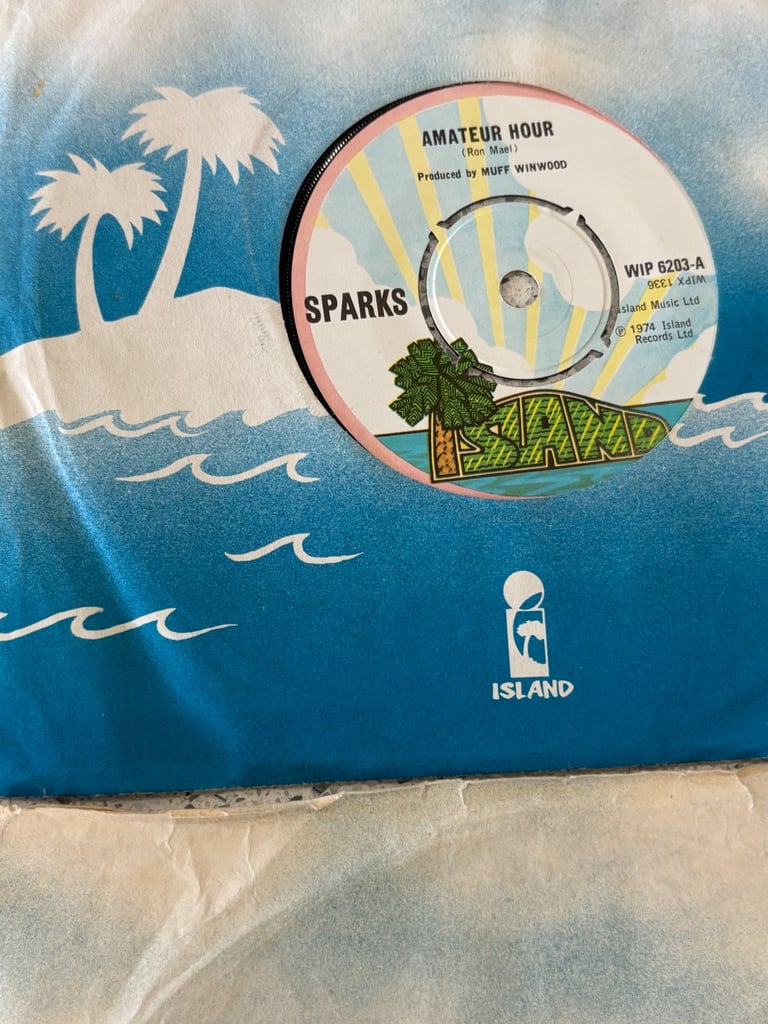 AMATEUR HOUR
(Ron Mael)
Produced by MUFF WINWOOD
SPARKS
WIP 6203-A
WIPX 1336
Island Music Ltd
℗ 1974 Island
Records Ltd
ISLAND
ISLAND